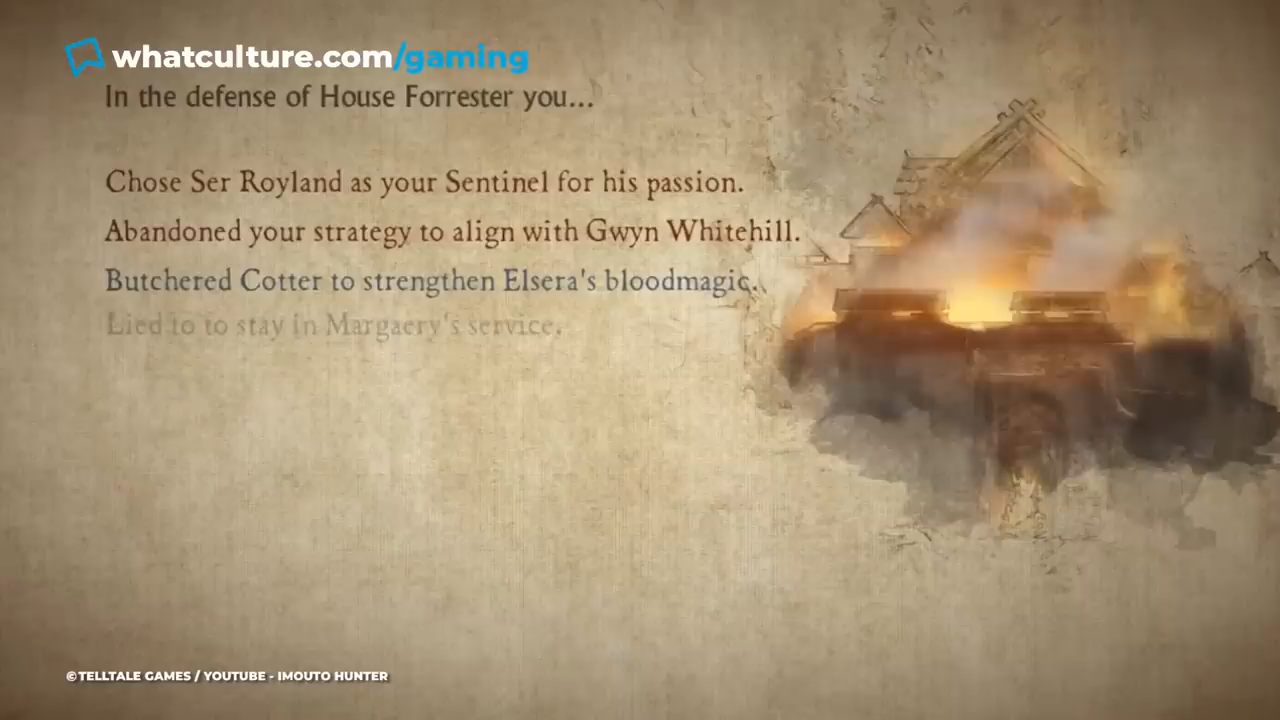 whatculture.com/gaming
In the defense of House Forrester you...
Chose Ser Royland as your Sentinel for his passion.
Abandoned your strategy to align with Gwyn Whitehill.
Butchered Cotter to strengthen Elsera's bloodmagic.
Lied to to stay in Margaery's service.
©TELLTALE GAMES / YOUTUBE - IMOUTO HUNTER